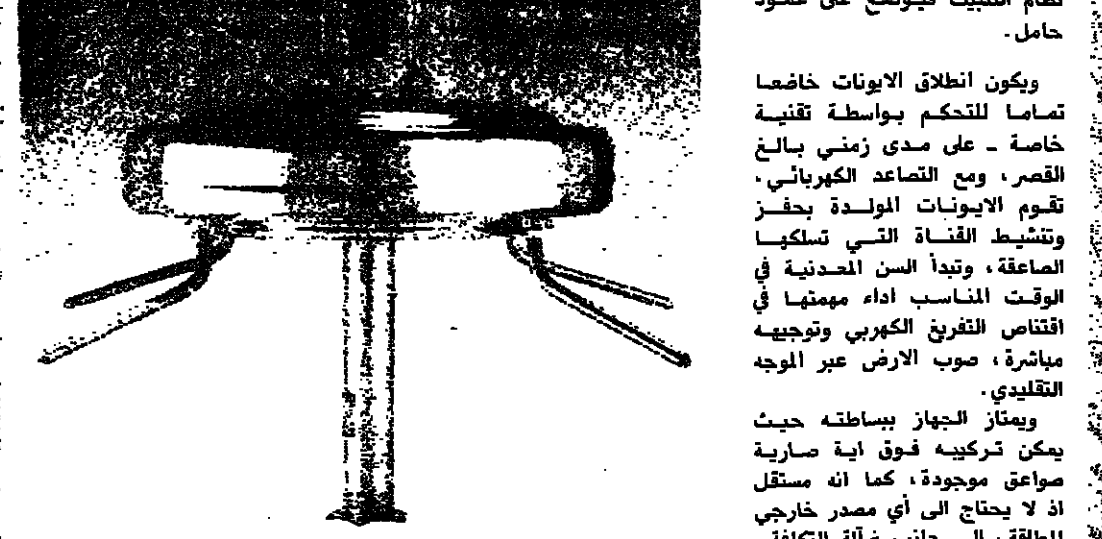 حامل.
ويكون انطلاق الايونات خاضعا
تماما للتحكم بواسطة تقنية
خاصة - على مدى زمني بالغ
القصر، ومع التصاعد الكهربائي.
تقوم الايونات المولدة بحفز
وتنشيط القناة التي تسلكها
الصاعقة، وتبدأ السن المعدنية في
الوقت المناسب اداء مهمتها في
اقتناص التفريغ الكهربي وتوجيهه
مباشرة، صوب الارض عبر الموجه
التقليدي.
ويمتاز الجهاز ببساطته حيث
يمكن تركيبه فوق اية صارية
صواعق موجودة، كما انه مستقل
اذ لا يحتاج الى أي مصدر خارجي